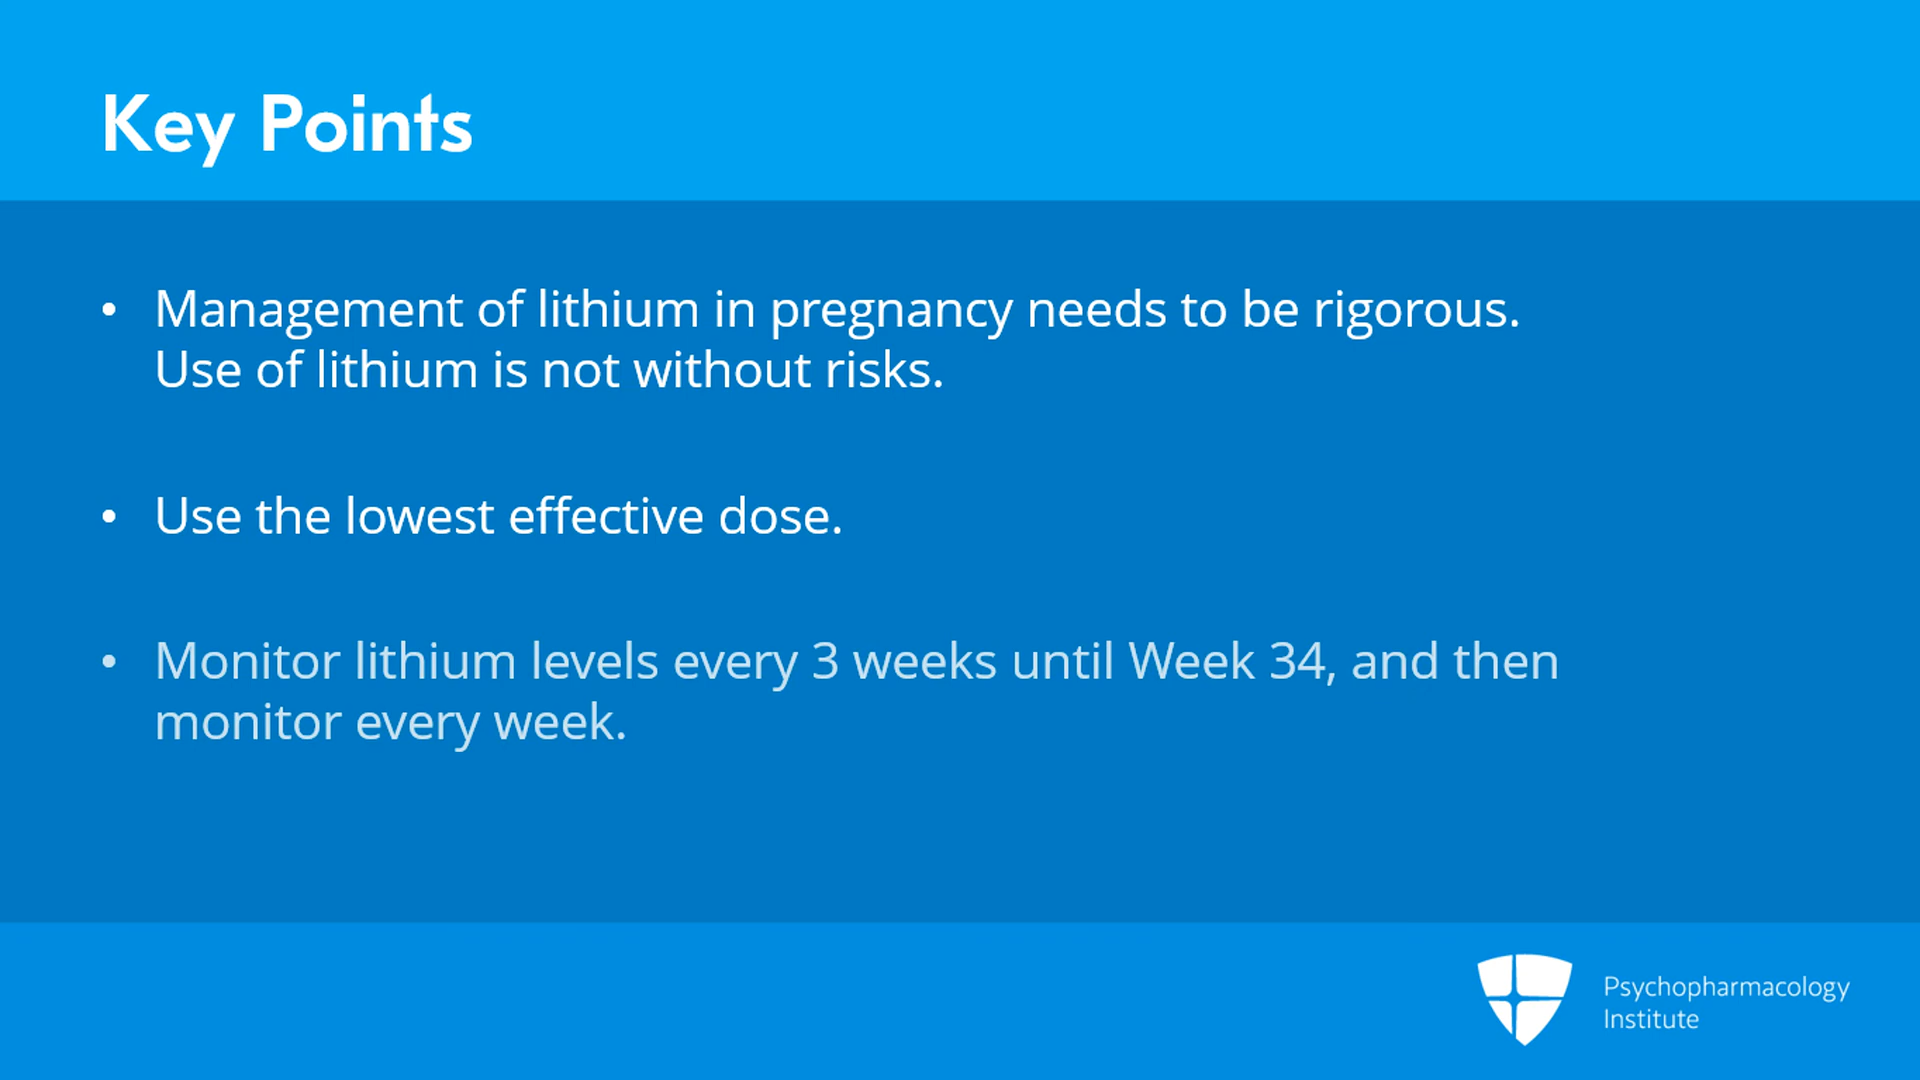 Key Points
• Management of lithium in pregnancy needs to be rigorous.
Use of lithium is not without risks.
• Use the lowest effective dose.
• Monitor lithium levels every 3 weeks until Week 34, and then
monitor every week.
Psychopharmacology
Institute